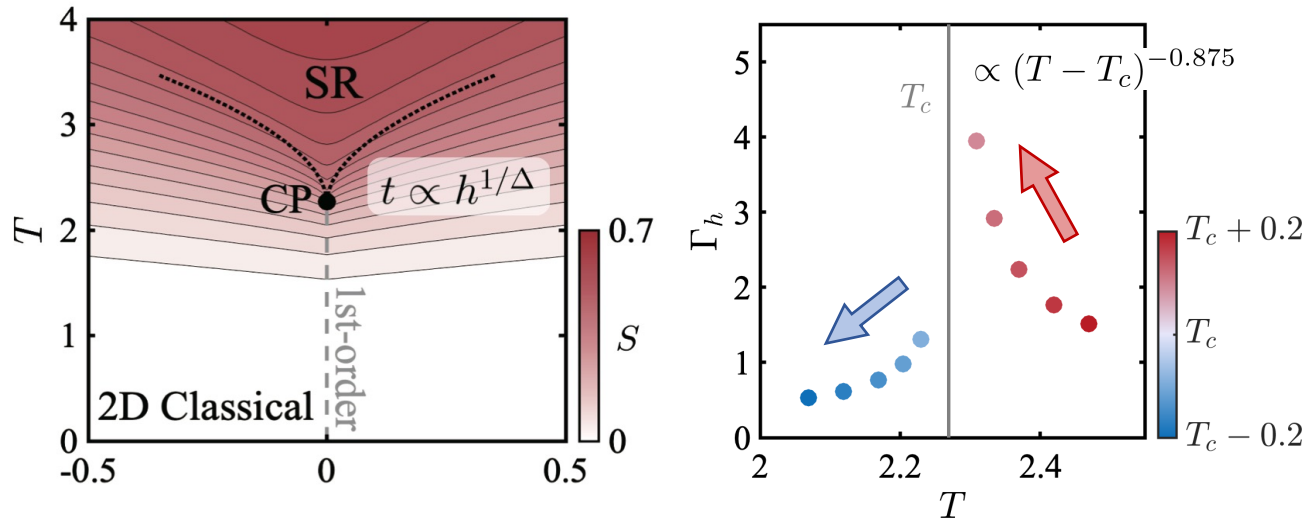 4
3
2
1
0
T
-0.5
0
0.5
SR
CP
t ∝ h^{1/Δ}
1st-order
2D Classical
0.7
S
0
5
4
3
2
1
0
Γ_h
T_c
∝ (T − T_c)^{−0.875}
2
2.2
2.4
T
T_c + 0.2
T_c
T_c − 0.2